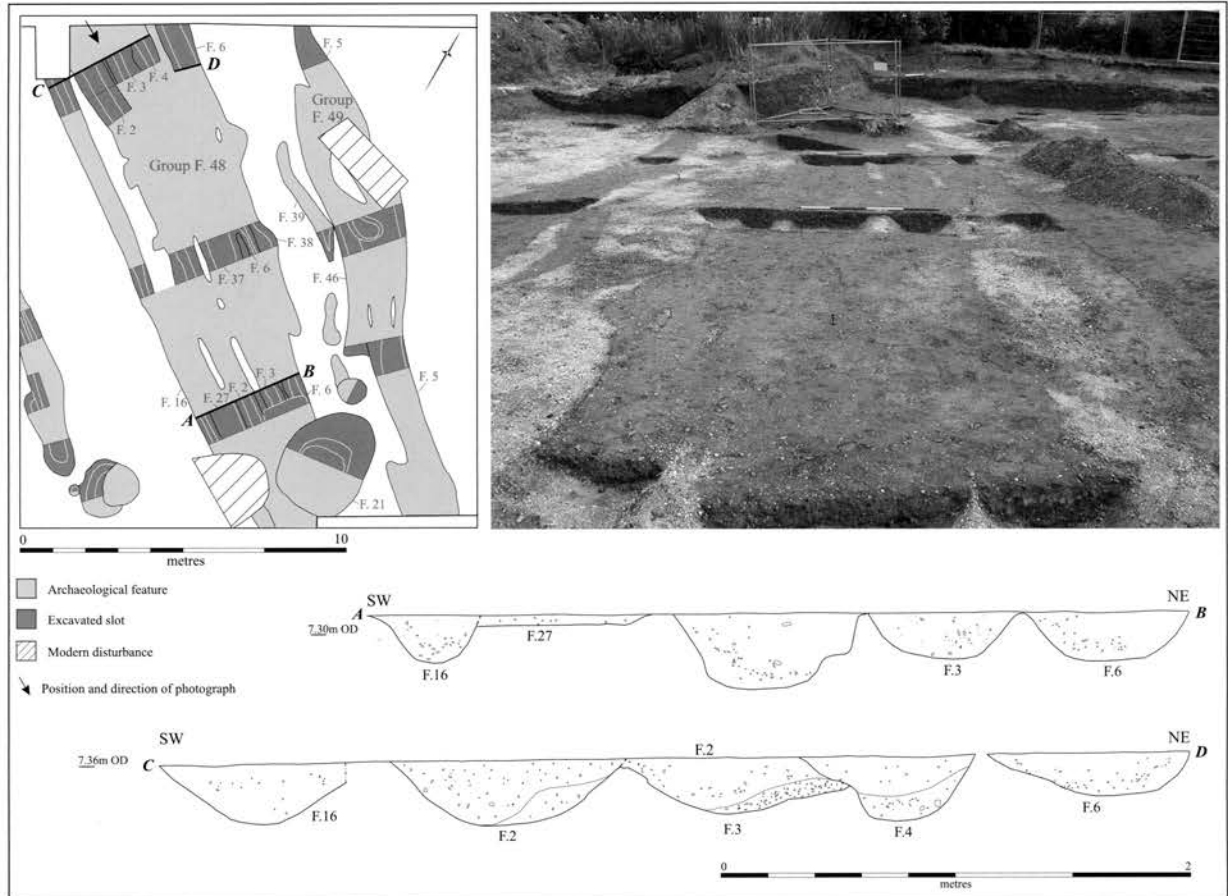 F. 6
F. 5
D
F. 4
F. 3
C
F. 2
Group
F. 49
Group F. 48
F. 39
F. 38
F. 6
F. 46
F. 37
B
F. 3
F. 2
F. 6
F. 5
F. 16
F. 27
A
F. 21
0
10
metres
Archaeological feature
Excavated slot
Modern disturbance
Position and direction of photograph
SW
NE
A
B
7.30m OD
F.27
F.16
F.3
F.6
SW
NE
F.2
7.36m OD
C
D
F.16
F.2
F.3
F.4
F.6
0
2
metres